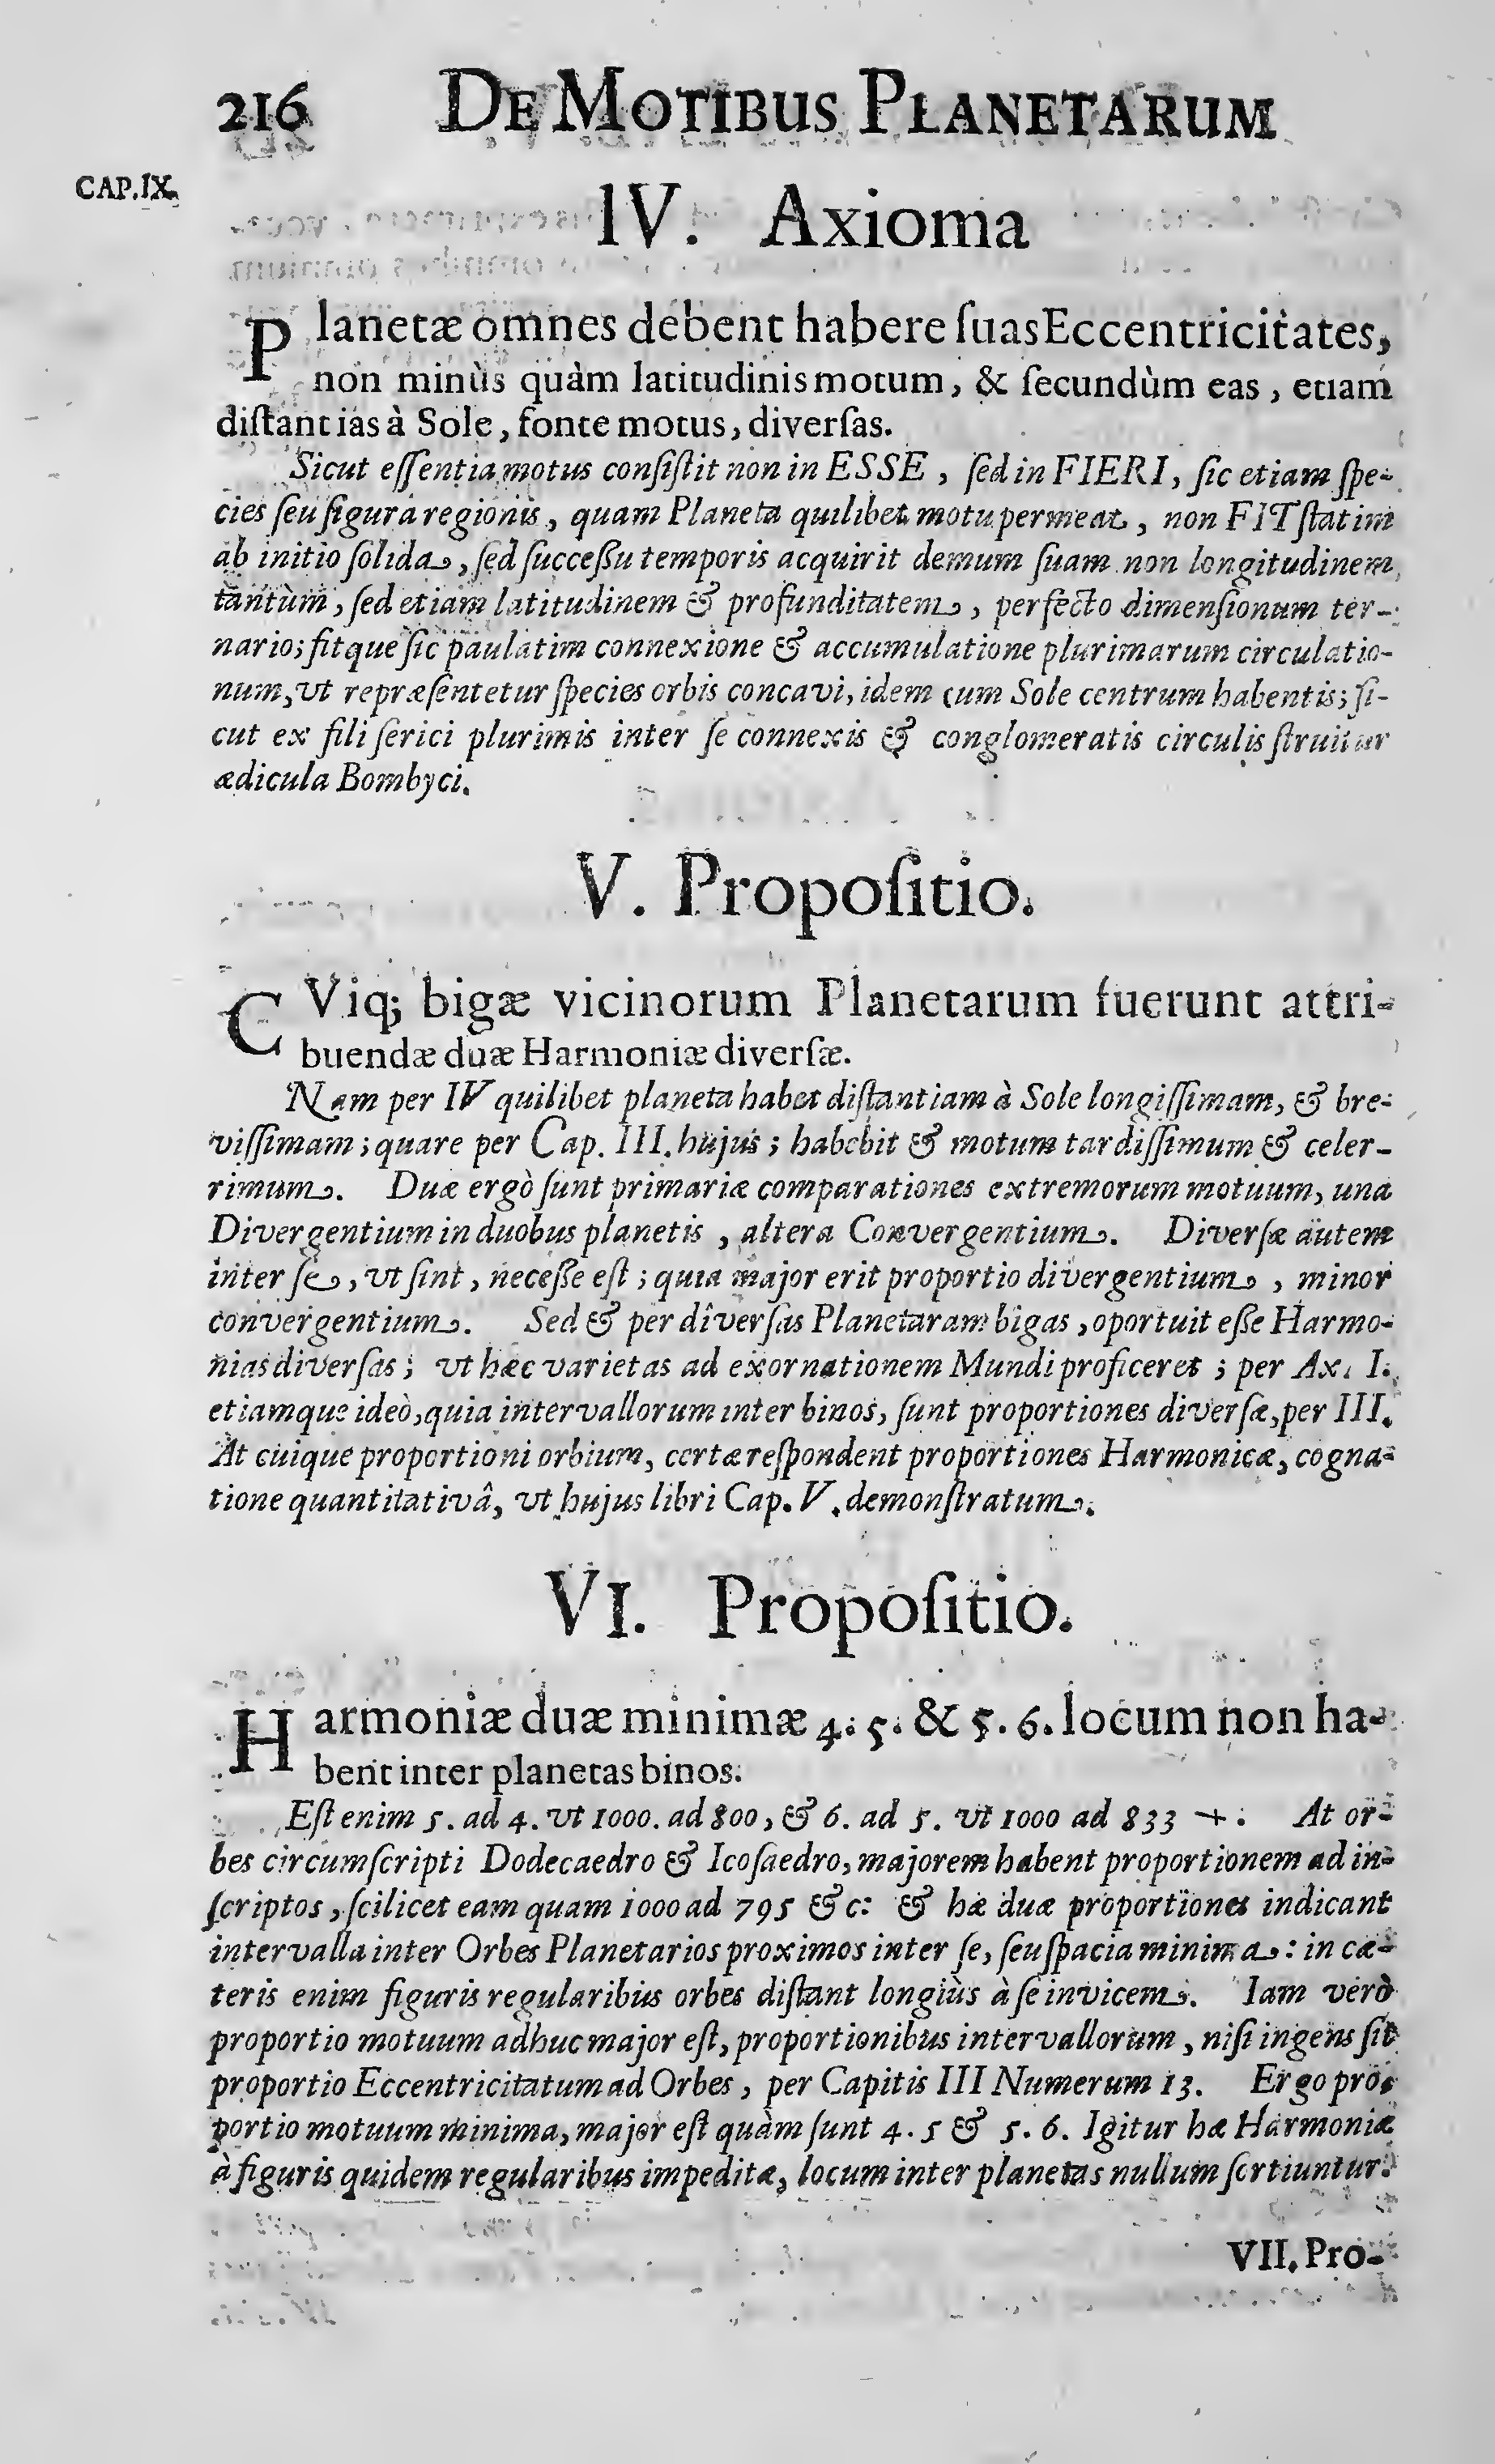 216 DE MOTIBUS PLANETARUM
CAP.IX.
IV. Axioma
Planetæ omnes debent habere ſuas Eccentricitates,
non minùs quàm latitudinis motum, & ſecundùm eas, etiam
diſtantias à Sole, fonte motus, diverſas.
Sicut eſſentia motus conſiſtit non in ESSE, ſed in FIERI, ſic etiam ſpe-
cies ſeu figura regionis, quam Planeta quilibet motu permeat, non FIT ſtatim
ab initio ſolida, ſed ſucceßu temporis acquirit demum ſuam non longitudinem
tantùm, ſed etiam latitudinem & profunditatem, perfecto dimenſionum ter-
nario; fitque ſic paulatim connexione & accumulatione plurimarum circulatio-
num, ut repræſentetur ſpecies orbis concavi, idem cum Sole centrum habentis; ſi-
cut ex fili ſerici plurimis inter ſe connexis & conglomeratis circulis ſtruitur
ædicula Bombyci.
V. Propoſitio.
CViq; bigæ vicinorum Planetarum fuerunt attri-
buendæ duæ Harmoniæ diverſæ.
Nam per IV quilibet planeta habet diſtantiam à Sole longiſſimam, & bre-
viſſimam; quare per Cap. III. hujus; habebit & motum tardiſſimum & celer-
rimum. Duæ ergò ſunt primariæ comparationes extremorum motuum, una
Divergentium in duobus planetis, altera Convergentium. Diverſæ autem
inter ſe, ut ſint, neceße eſt; quia major erit proportio divergentium, minor
convergentium. Sed & per dîverſas Planetarum bigas, oportuit eße Harmo-
nias diverſas; ut hæc varietas ad exornationem Mundi proficeret; per Ax. I.
etiamque ideò, quia intervallorum inter binos, ſunt proportiones diverſæ, per III.
At cuique proportioni orbium, certæ reſpondent proportiones Harmonicæ, cogna-
tione quantitativâ, ut hujus libri Cap. V. demonſtratum.
VI. Propoſitio.
Harmoniæ duæ minimæ 4. 5. & 5. 6. locum non ha-
bent inter planetas binos.
Eſt enim 5. ad 4. ut 1000. ad 800, & 6. ad 5. ut 1000 ad 833 +. At or-
bes circumſcripti Dodecaedro & Icoſaedro, majorem habent proportionem ad in-
ſcriptos, ſcilicet eam quam 1000 ad 795 &c: & hæ duæ proportiones indicant
intervalla inter Orbes Planetarios proximos inter ſe, ſeu ſpacia minima: in cæ-
teris enim figuris regularibus orbes diſtant longiùs à ſe invicem. Iam verò
proportio motuum adhuc major eſt, proportionibus intervallorum, niſi ingens ſit
proportio Eccentricitatum ad Orbes, per Capitis III Numerum 13. Ergo pro-
portio motuum minima, major eſt quàm ſunt 4. 5 & 5. 6. Igitur hæ Harmoniæ
à figuris quidem regularibus impeditæ, locum inter planetas nullum ſortiuntur.
VII. Pro-